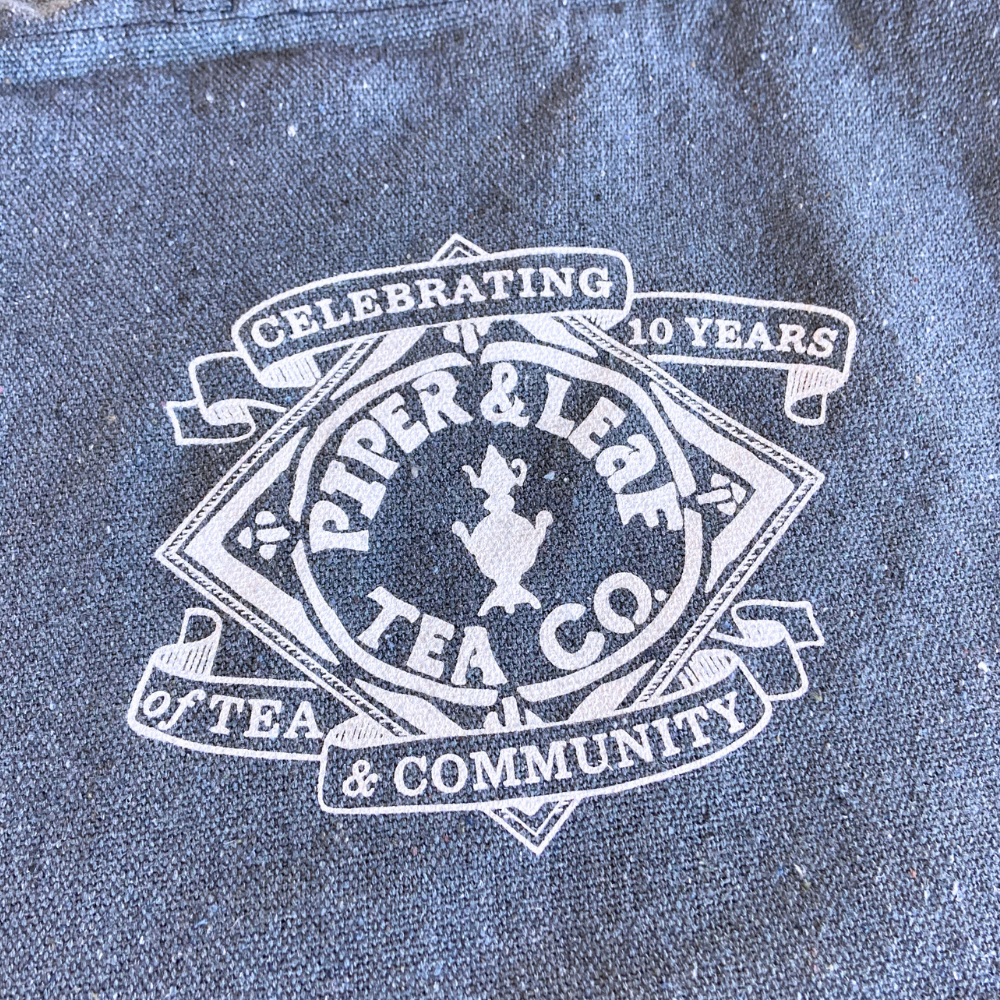 CELEBRATING
10 YEARS
PIPER & LEaF
TEA CO.
of TEA
& COMMUNITY